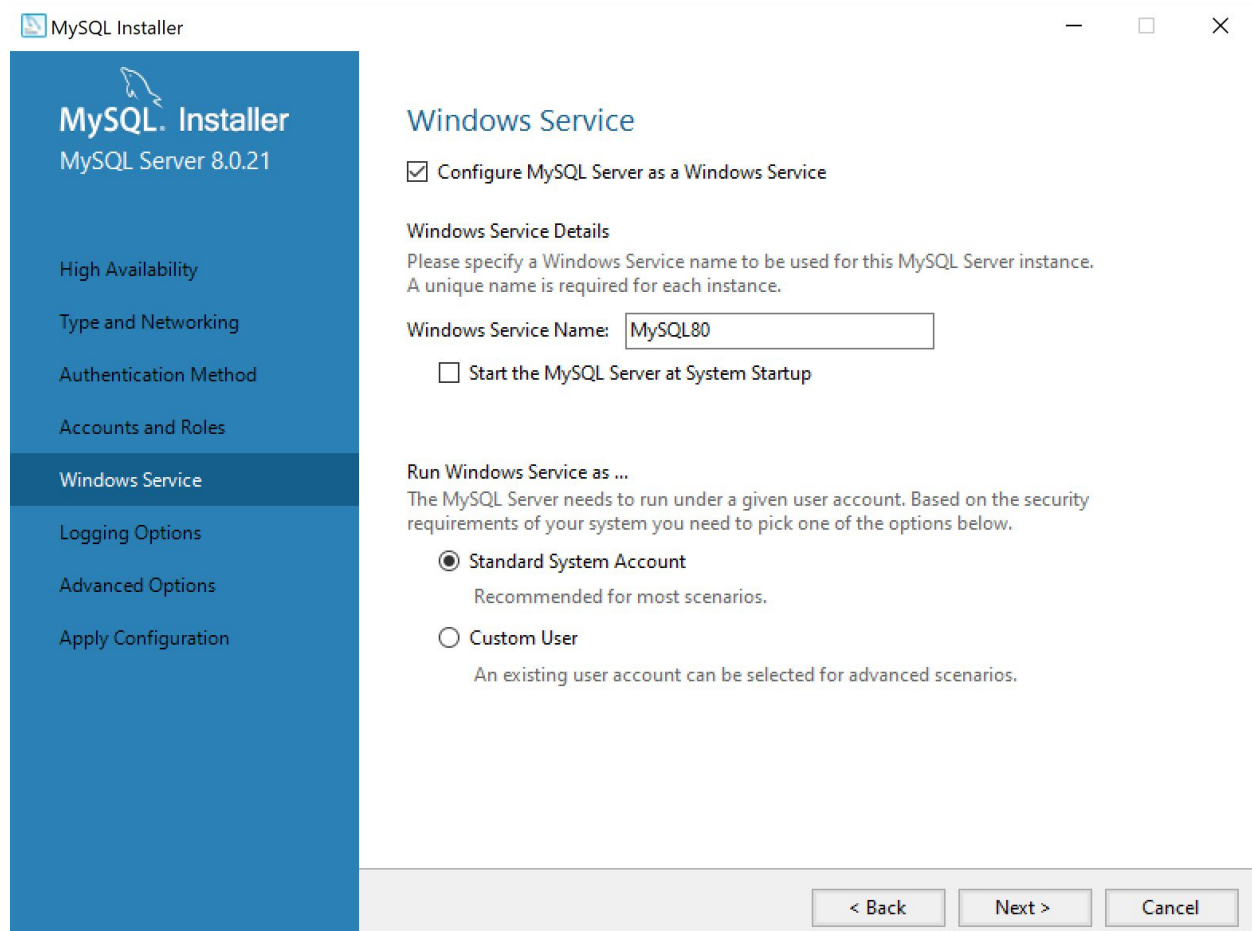 MySQL Installer
MySQL. Installer
MySQL Server 8.0.21
High Availability
Type and Networking
Authentication Method
Accounts and Roles
Windows Service
Logging Options
Advanced Options
Apply Configuration
Windows Service
Configure MySQL Server as a Windows Service
Windows Service Details
Please specify a Windows Service name to be used for this MySQL Server instance.
A unique name is required for each instance.
Windows Service Name: MySQL80
Start the MySQL Server at System Startup
Run Windows Service as ...
The MySQL Server needs to run under a given user account. Based on the security
requirements of your system you need to pick one of the options below.
Standard System Account
Recommended for most scenarios.
Custom User
An existing user account can be selected for advanced scenarios.
< Back Next > Cancel